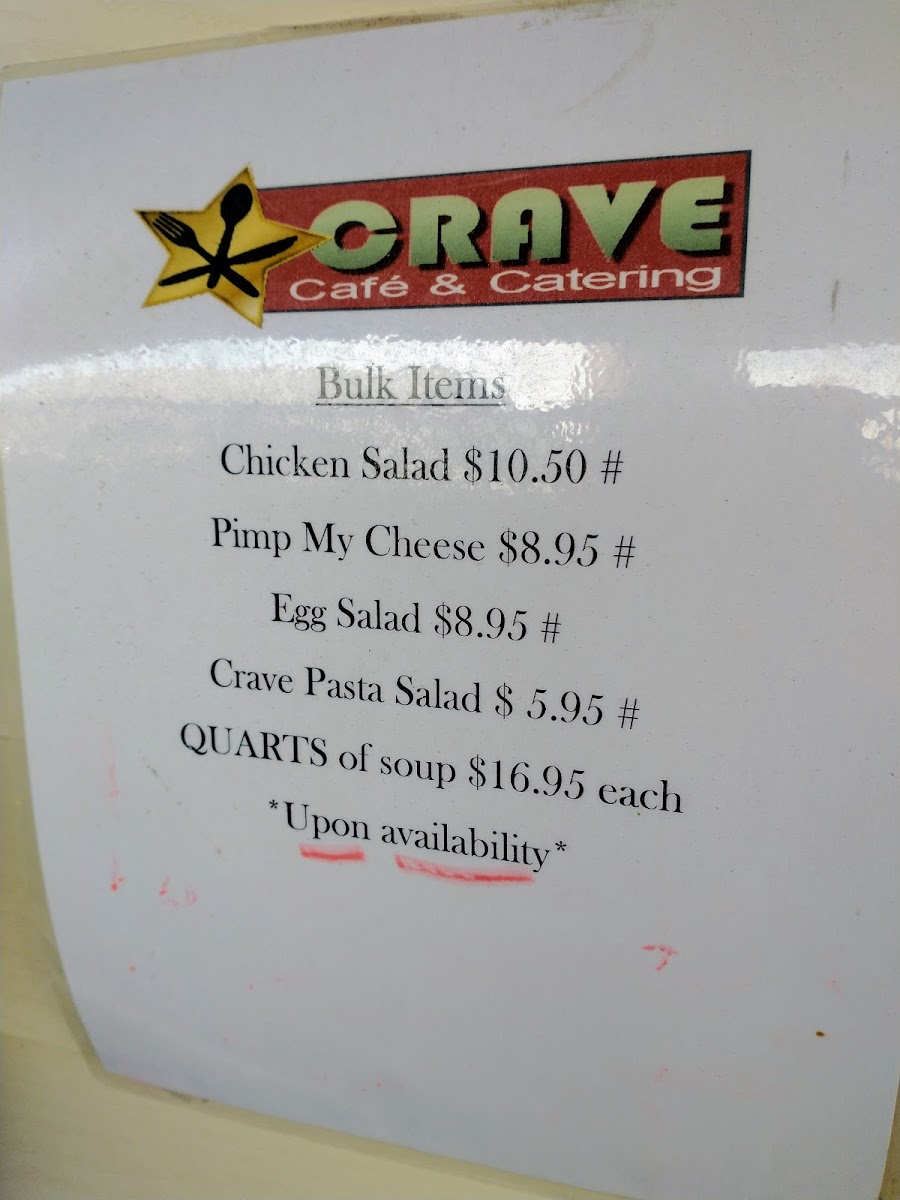 CRAVE
Café & Catering
Bulk Items
Chicken Salad $10.50 #
Pimp My Cheese $8.95 #
Egg Salad $8.95 #
Crave Pasta Salad $ 5.95 #
QUARTS of soup $16.95 each
*Upon availability*